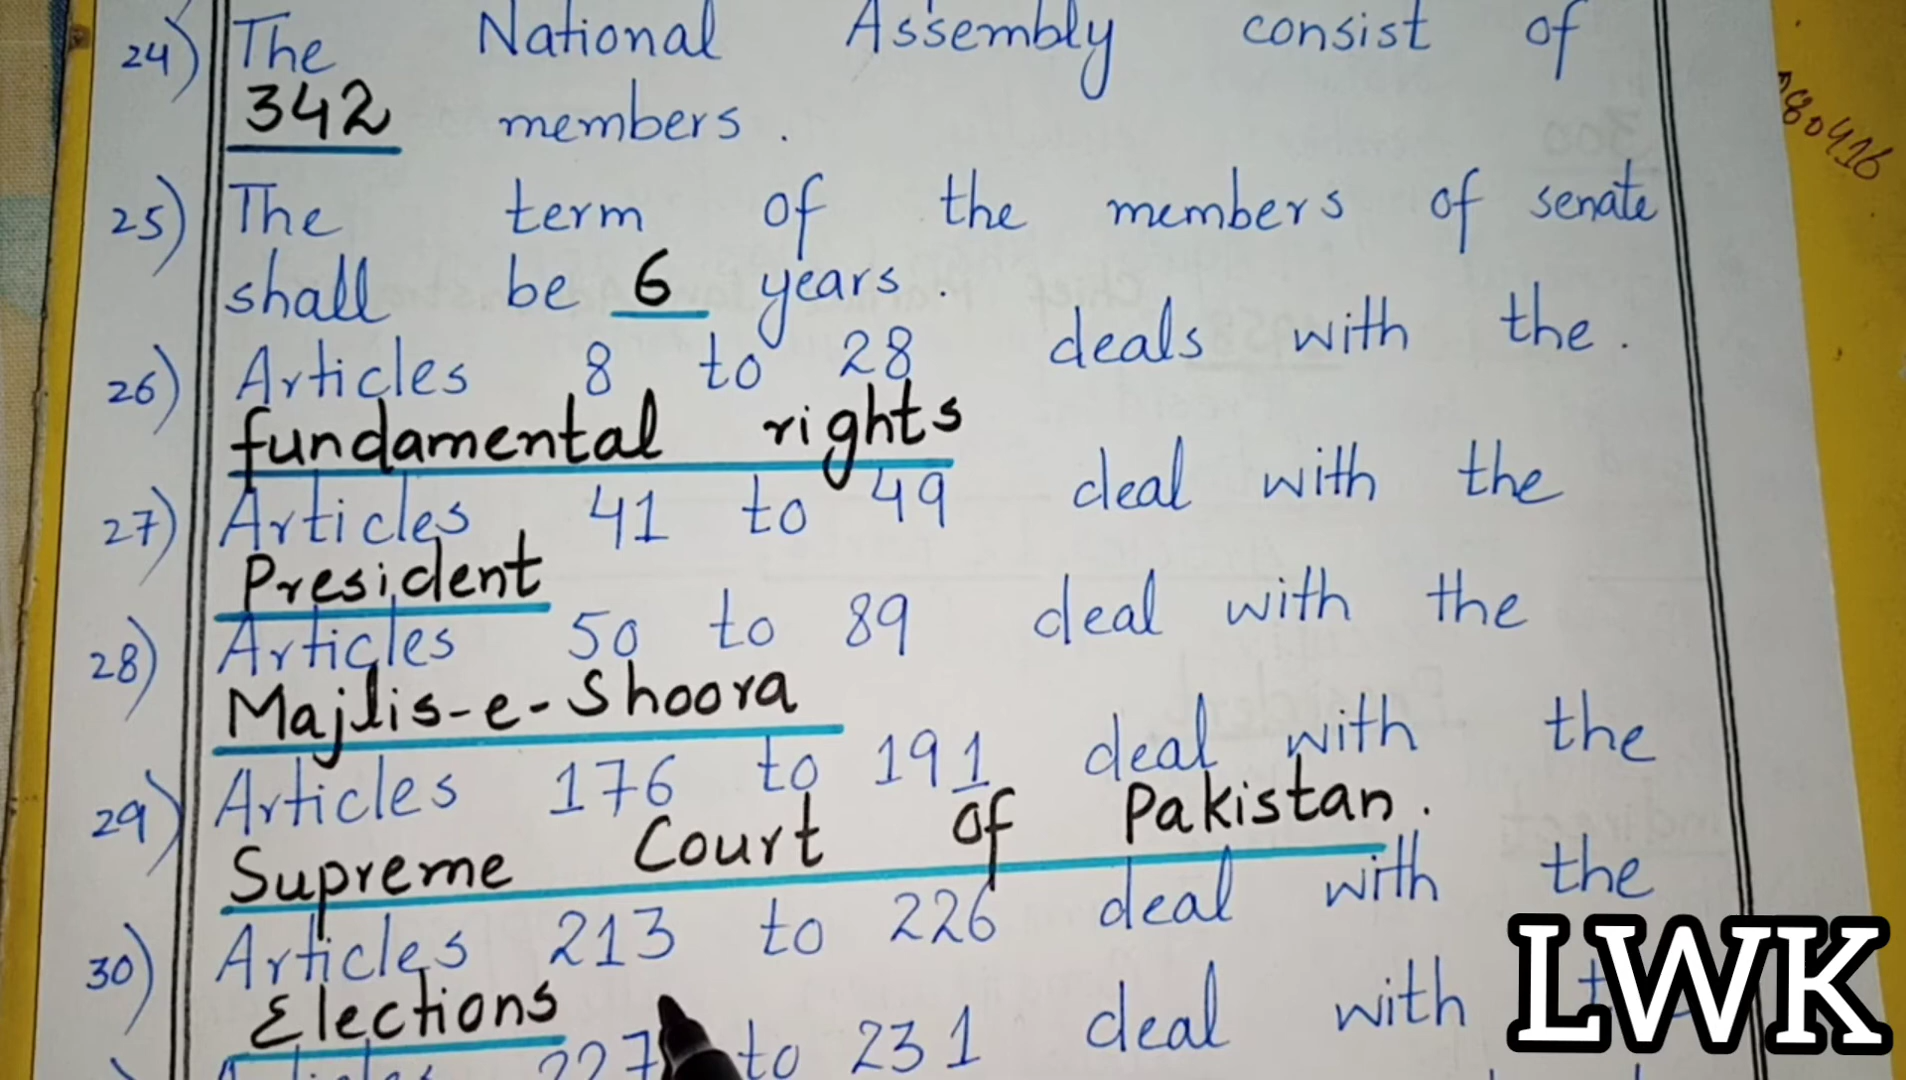 24) The National Assembly consist of
342 members.
25) The term of the members of senate
shall be 6 years.
26) Articles 8 to 28 deals with the.
fundamental rights
27) Articles 41 to 49 deal with the
President
28) Articles 50 to 89 deal with the
Majlis-e-Shoora
29) Articles 176 to 191 deal with the
Supreme Court of Pakistan.
30) Articles 213 to 226 deal with the
Elections
Articles 227 to 231 deal with
LWK